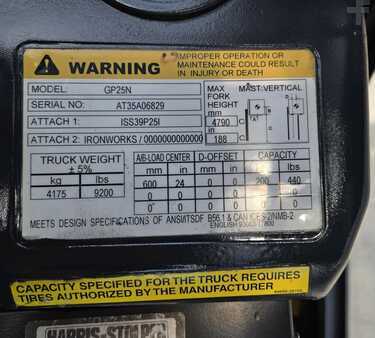 WARNING
IMPROPER OPERATION OR
MAINTENANCE COULD RESULT
IN INJURY OR DEATH
MODEL: GP25N
SERIAL NO: AT35A06829
ATTACH 1: ISS39P25I
ATTACH 2: IRONWORKS / 0000000000000
MAX FORK HEIGHT
MAST:VERTICAL
mm
4790
in
188
TRUCK WEIGHT ± 5%
A/B-LOAD CENTER D-OFFSET CAPACITY
kg lbs mm in mm in kg lbs
4175 9200 600 24 0 0 200 440
0 0 0 0 0
0 0 0 0 0
MEETS DESIGN SPECIFICATIONS OF ANSI/ITSDF B56.1 & CAN ICES-2/NMB-2
ENGLISH
CAPACITY SPECIFIED FOR THE TRUCK REQUIRES
TIRES AUTHORIZED BY THE MANUFACTURER